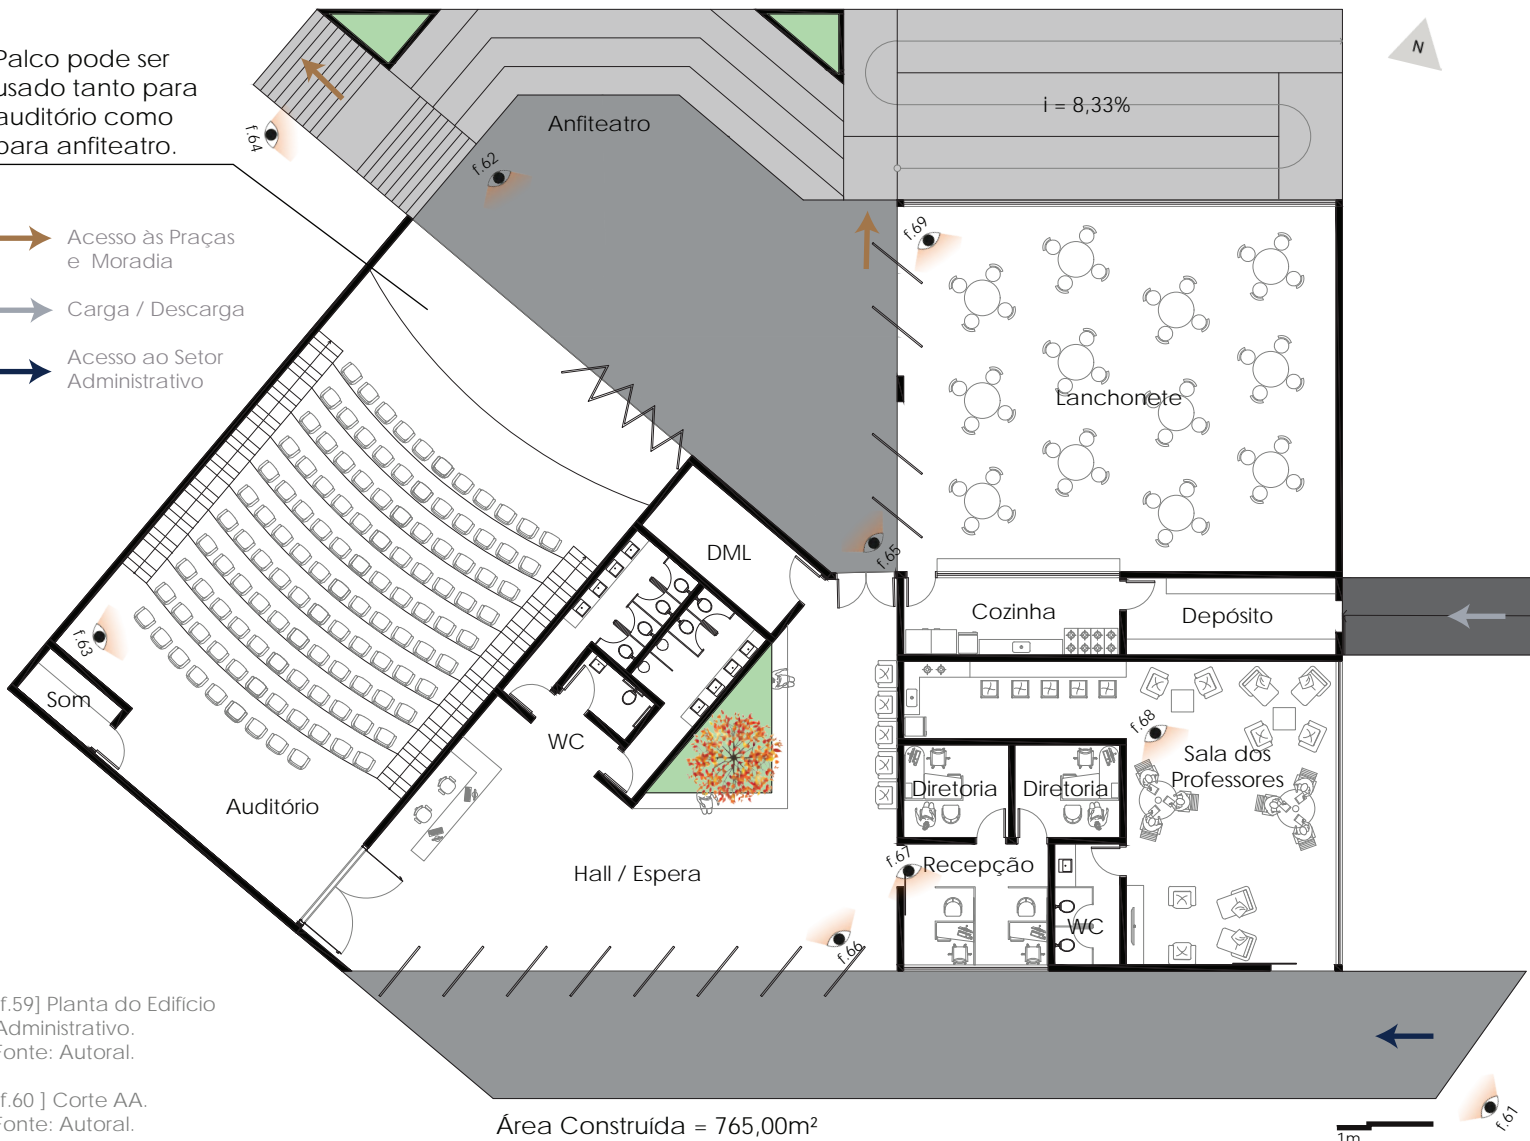 Palco pode ser
usado tanto para
auditório como
para anfiteatro.
N
i = 8,33%
Anfiteatro
f.64
f.62
f.69
Acesso às Praças
e Moradia
Carga / Descarga
Acesso ao Setor
Administrativo
Lanchonete
f.65
DML
Cozinha
Depósito
f.63
Som
WC
f.68
Sala dos
Professores
Diretoria
Diretoria
Auditório
Hall / Espera
f.67
Recepção
WC
f.66
f.59] Planta do Edifício
Administrativo.
Fonte: Autoral.
f.60 ] Corte AA.
Fonte: Autoral.
Área Construída = 765,00m²
1m
f.61